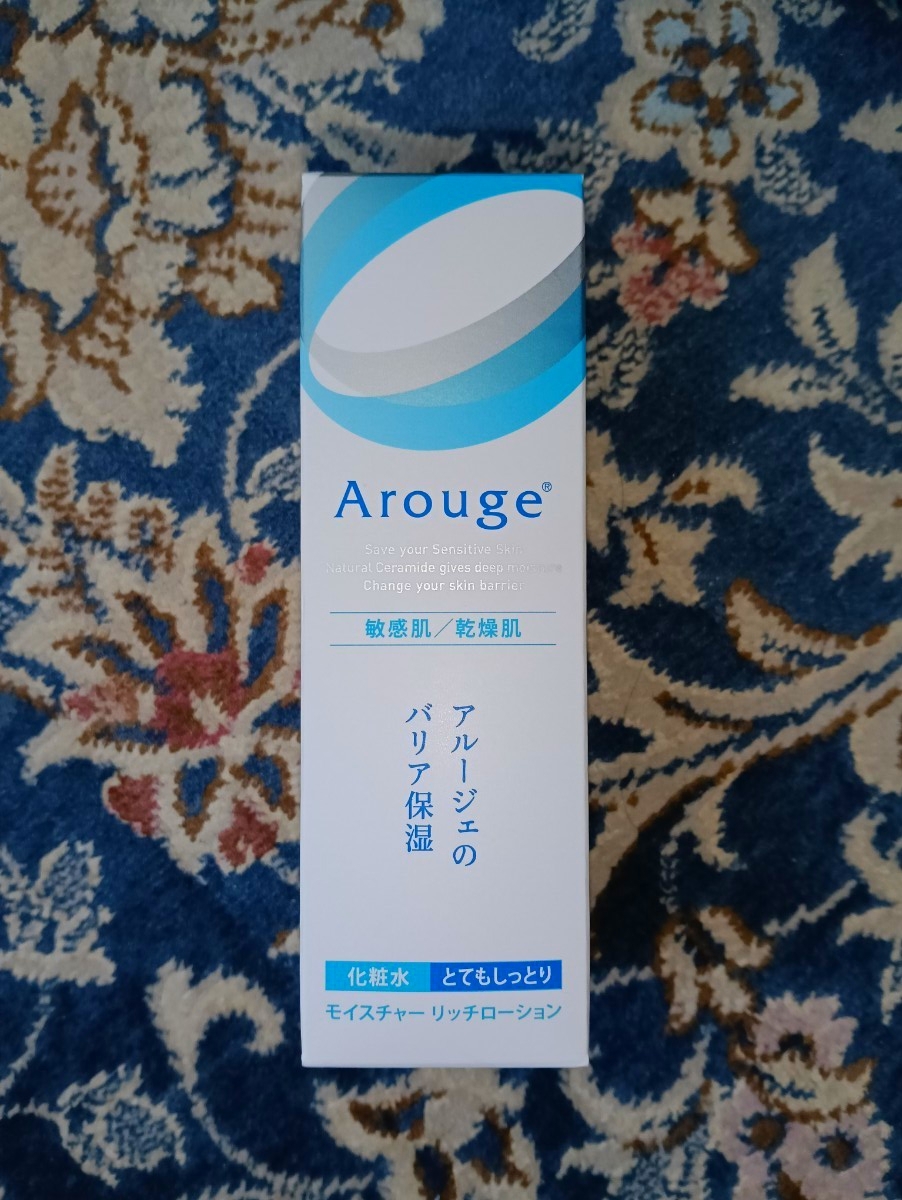 Arouge®
Save your Sensitive Skin
Natural Ceramide gives deep moisture
Change your skin barrier
敏感肌／乾燥肌
アルージェの
バリア保湿
化粧水 とてもしっとり
モイスチャー リッチローション